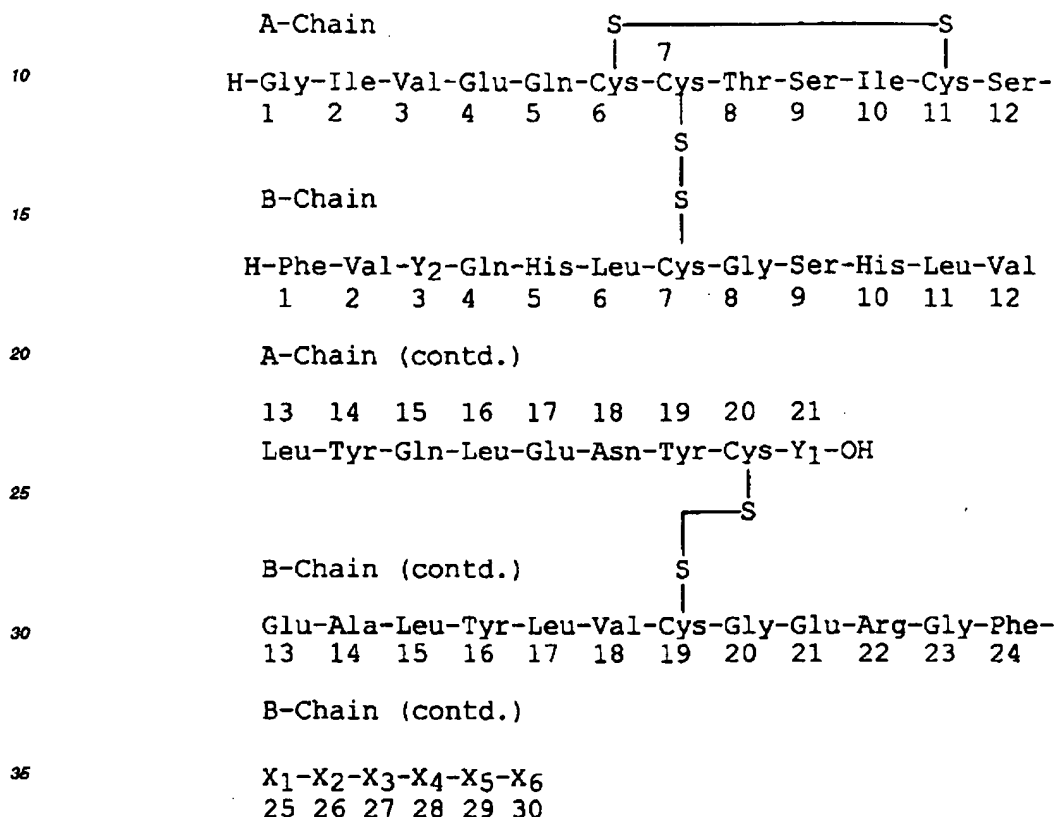 A-Chain S S
7
10 H-Gly-Ile-Val-Glu-Gln-Cys-Cys-Thr-Ser-Ile-Cys-Ser-
1 2 3 4 5 6 8 9 10 11 12
S
15 B-Chain S
H-Phe-Val-Y2-Gln-His-Leu-Cys-Gly-Ser-His-Leu-Val
1 2 3 4 5 6 7 8 9 10 11 12
20 A-Chain (contd.)
13 14 15 16 17 18 19 20 21
Leu-Tyr-Gln-Leu-Glu-Asn-Tyr-Cys-Y1-OH
25 S
B-Chain (contd.) S
30 Glu-Ala-Leu-Tyr-Leu-Val-Cys-Gly-Glu-Arg-Gly-Phe-
13 14 15 16 17 18 19 20 21 22 23 24
B-Chain (contd.)
35 X1-X2-X3-X4-X5-X6
25 26 27 28 29 30